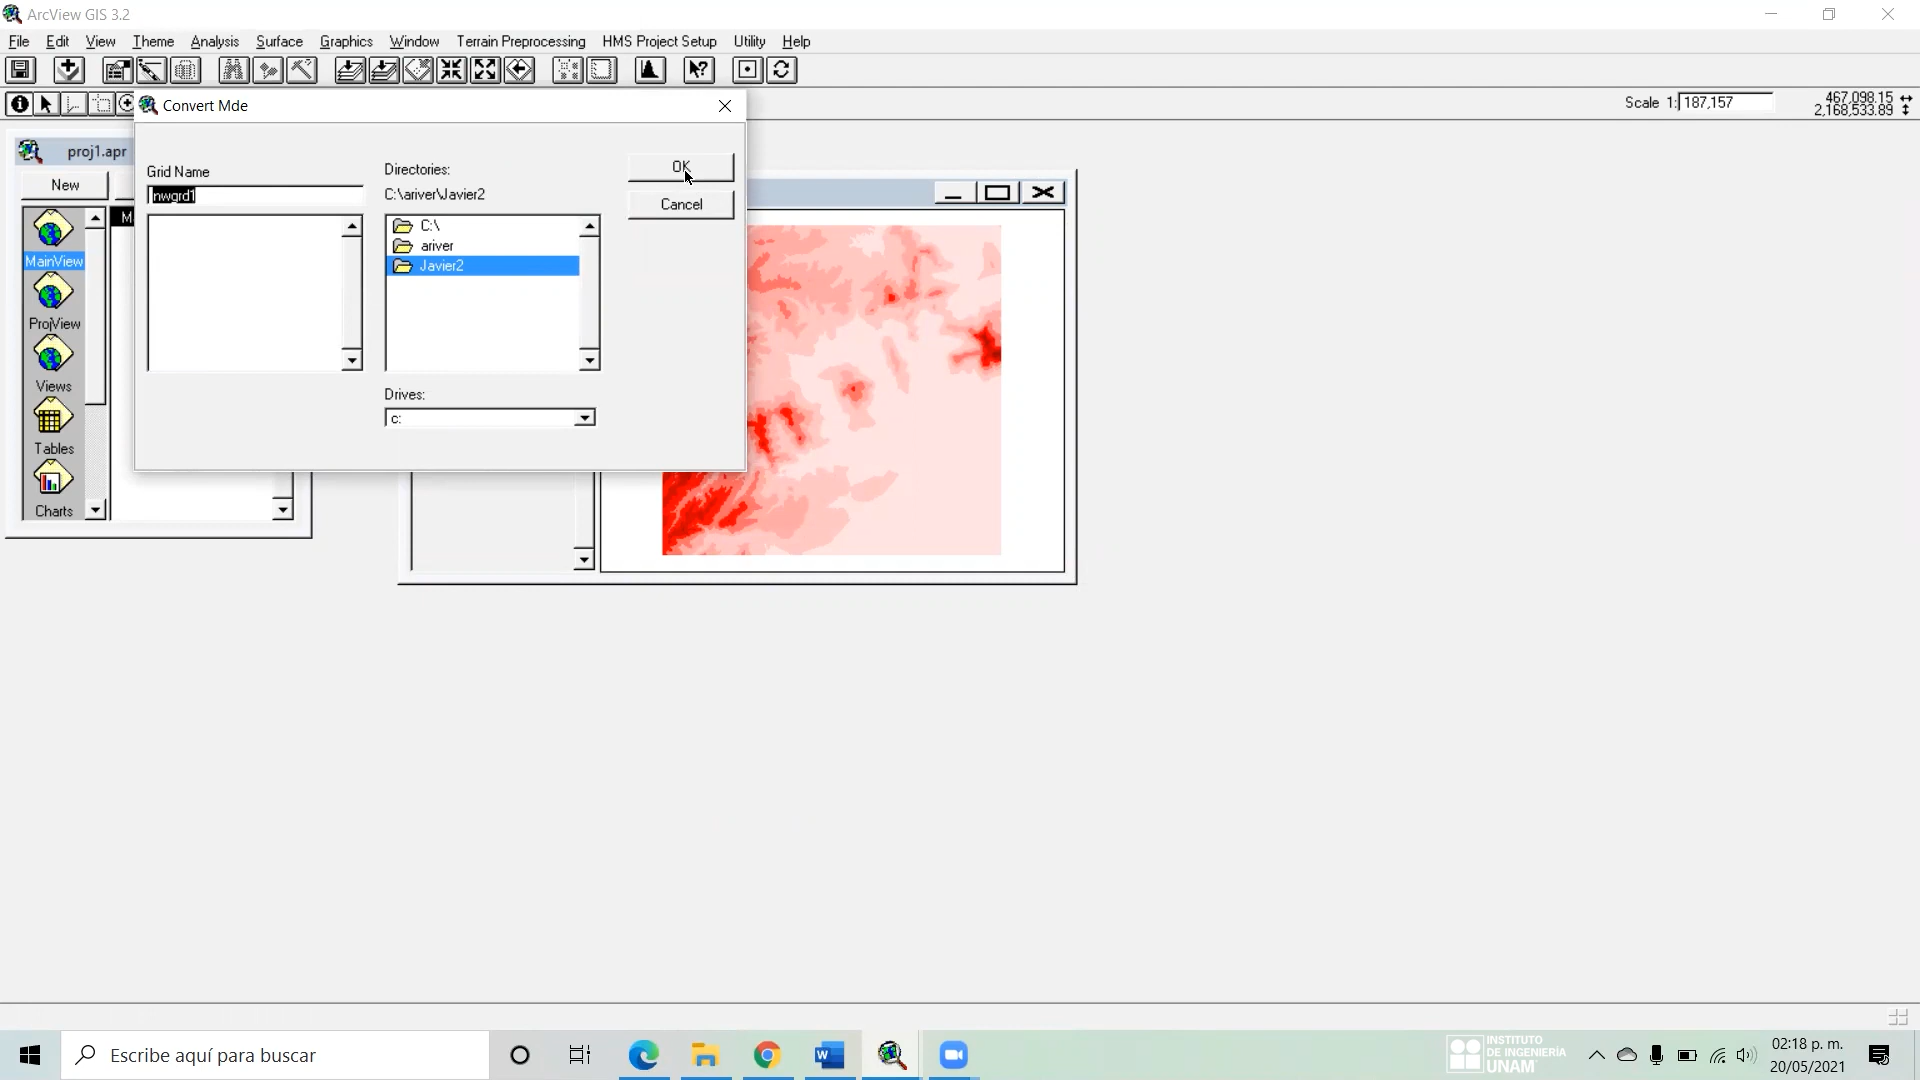 ArcView GIS 3.2
File Edit View Theme Analysis Surface Graphics Window Terrain Preprocessing HMS Project Setup Utility Help
Scale 1: 187,157
467,098.15
2,168,533.89
Convert Mde
proj1.apr
New
Grid Name
nwgrd1
Directories:
C:\ariver\Javier2
OK
Cancel
C:\
ariver
Javier2
Drives:
c:
M
MainView
ProjView
Views
Tables
Charts
Escribe aquí para buscar
INSTITUTO
DE INGENIERÍA
UNAM
02:18 p. m.
20/05/2021